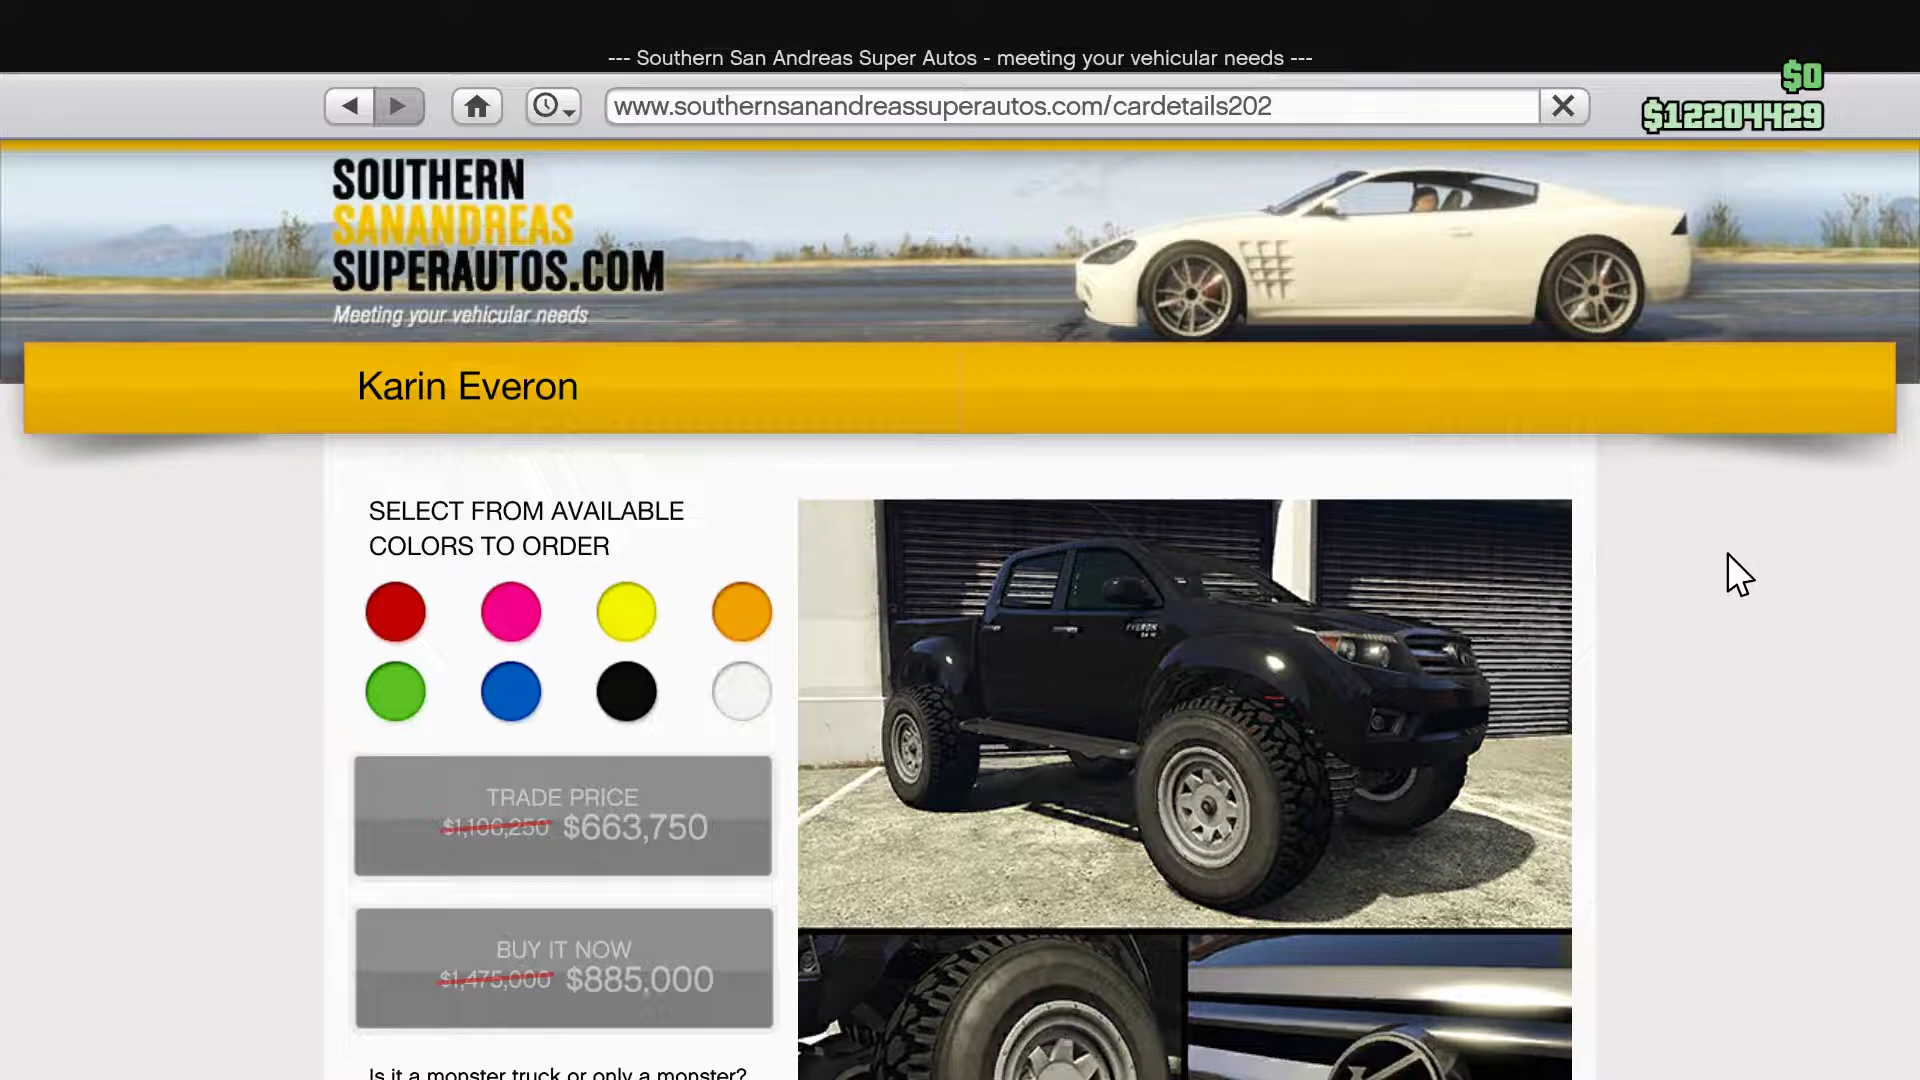 --- Southern San Andreas Super Autos - meeting your vehicular needs ---
$0
www.southernsanandreassuperautos.com/cardetails202
$12204429
SOUTHERN
SANANDREAS
SUPERAUTOS.COM
Meeting your vehicular needs
Karin Everon
SELECT FROM AVAILABLE
COLORS TO ORDER
EVERON
TRADE PRICE
$1,106,250 $663,750
BUY IT NOW
$1,475,000 $885,000
Is it a monster truck or only a monster?